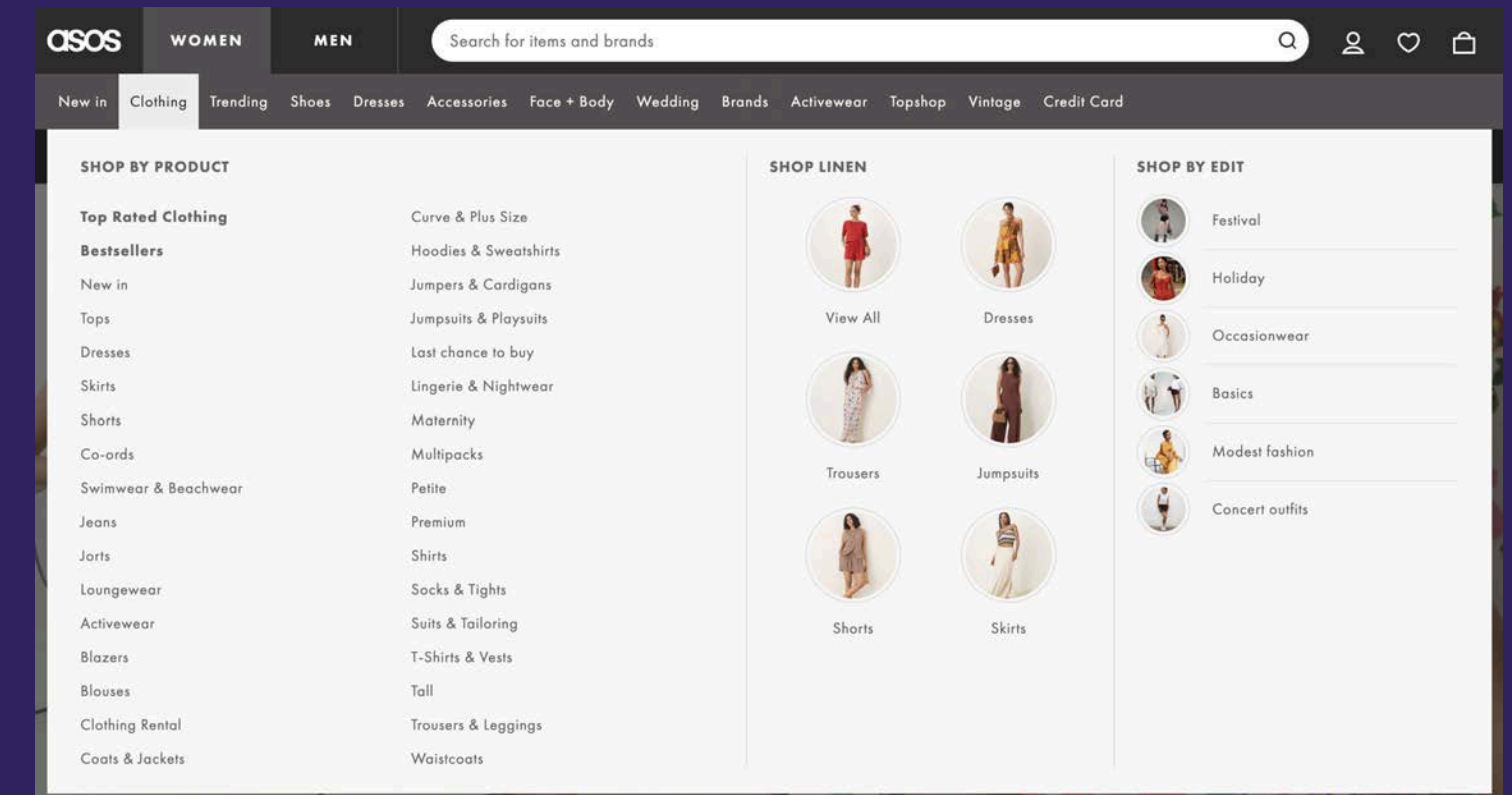 asos
WOMEN
MEN
Search for items and brands
New in
Clothing
Trending
Shoes
Dresses
Accessories
Face + Body
Wedding
Brands
Activewear
Topshop
Vintage
Credit Card
SHOP BY PRODUCT
Top Rated Clothing
Bestsellers
New in
Tops
Dresses
Skirts
Shorts
Co-ords
Swimwear & Beachwear
Jeans
Jorts
Loungewear
Activewear
Blazers
Blouses
Clothing Rental
Coats & Jackets
Curve & Plus Size
Hoodies & Sweatshirts
Jumpers & Cardigans
Jumpsuits & Playsuits
Last chance to buy
Lingerie & Nightwear
Maternity
Multipacks
Petite
Premium
Shirts
Socks & Tights
Suits & Tailoring
T-Shirts & Vests
Tall
Trousers & Leggings
Waistcoats
SHOP LINEN
View All
Dresses
Trousers
Jumpsuits
Shorts
Skirts
SHOP BY EDIT
Festival
Holiday
Occasionwear
Basics
Modest fashion
Concert outfits